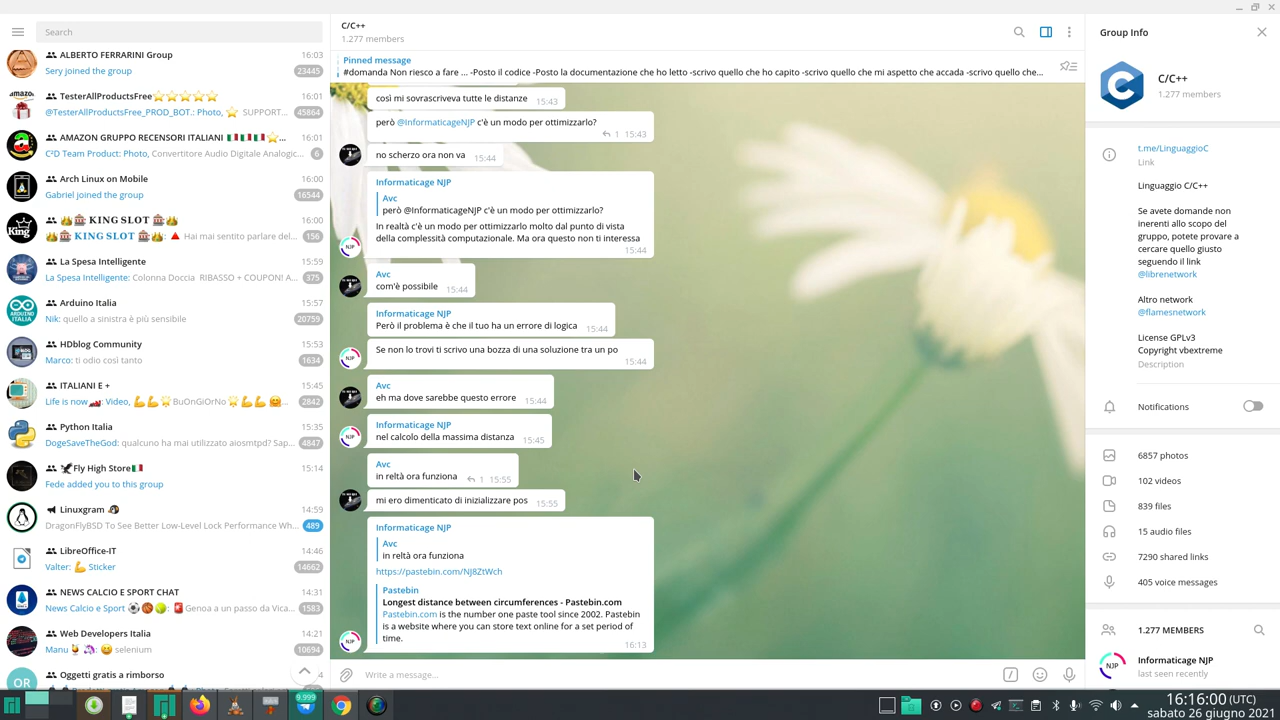 Search
ALBERTO FERRARINI Group 16:03
Sery joined the group 23445
TesterAllProductsFree⭐⭐⭐⭐⭐ 16:01
@TesterAllProductsFree_PROD_BOT.: Photo, ⭐ SUPPORT... 45864
AMAZON GRUPPO RECENSORI ITALIANI 🇮🇹🇮🇹🇮🇹⭐... 16:01
C²D Team Product: Photo, Convertitore Audio Digitale Analogic... 6
Arch Linux on Mobile 16:00
Gabriel joined the group 16544
👑🎰 KING SLOT 🎰👑 16:00
👑🎰 KING SLOT 🎰👑: 🔺 Hai mai sentito parlare del... 156
La Spesa Intelligente 15:59
La Spesa Intelligente: Colonna Doccia RIBASSO + COUPON! A... 375
Arduino Italia 15:57
Nik: quello a sinistra è più sensibile 20759
HDblog Community 15:53
Marco: ti odio così tanto 1634
ITALIANI E + 15:45
Life is now🏎: Video, 💪💪🌟BuOnGiOrNo🌟💪💪🤗... 2842
Python Italia 15:35
DogeSaveTheGod: qualcuno ha mai utilizzato aiosmtpd? Sap... 4847
🦅Fly High Store🇮🇹 15:14
Fede added you to this group
Linuxgram 14:59
DragonFlyBSD To See Better Low-Level Lock Performance Wh... 489
LibreOffice-IT 14:46
Valter: 💪 Sticker 14662
NEWS CALCIO E SPORT CHAT 14:31
News Calcio e Sport ⚽🏀🎾: 🚨Genoa a un passo da Vica... 1583
Web Developers Italia 14:21
Manu: 😄 selenium 10694
OR
Oggetti gratis a rimborso
C/C++
1.277 members
Pinned message
#domanda Non riesco a fare ... -Posto il codice -Posto la documentazione che ho letto -scrivo quello che ho capito -scrivo quello che mi aspetto che accada -scrivo quello che...
così mi sovrascriveva tutte le distanze 15:43
però @InformaticageNJP c'è un modo per ottimizzarlo?
1 15:43
no scherzo ora non va 15:44
Informaticage NJP
Avc
però @InformaticageNJP c'è un modo per ottimizzarlo?
In realtà c'è un modo per ottimizzarlo molto dal punto di vista
della complessità computazionale. Ma ora questo non ti interessa
15:44
Avc
com'è possibile 15:44
Informaticage NJP
Però il problema è che il tuo ha un errore di logica 15:44
Se non lo trovi ti scrivo una bozza di una soluzione tra un po
15:44
Avc
eh ma dove sarebbe questo errore 15:44
Informaticage NJP
nel calcolo della massima distanza 15:45
Avc
in reltà ora funziona 1 15:55
mi ero dimenticato di inizializzare pos 15:55
Informaticage NJP
Avc
in reltà ora funziona
https://pastebin.com/NJ8ZtWch
Pastebin
Longest distance between circumferences - Pastebin.com
Pastebin.com is the number one paste tool since 2002. Pastebin
is a website where you can store text online for a set period of
time.
16:13
Write a message...
Group Info
C/C++
1.277 members
t.me/LinguaggioC
Link
Linguaggio C/C++
Se avete domande non
inerenti allo scopo del
gruppo, potete provare a
cercare quello giusto
seguendo il link
@librenetwork
Altro network
@flamesnetwork
License GPLv3
Copyright vbextreme
Description
Notifications
6857 photos
102 videos
839 files
15 audio files
7290 shared links
405 voice messages
1.277 MEMBERS
Informaticage NJP
last seen recently
9,999
16:16:00 (UTC)
sabato 26 giugno 2021